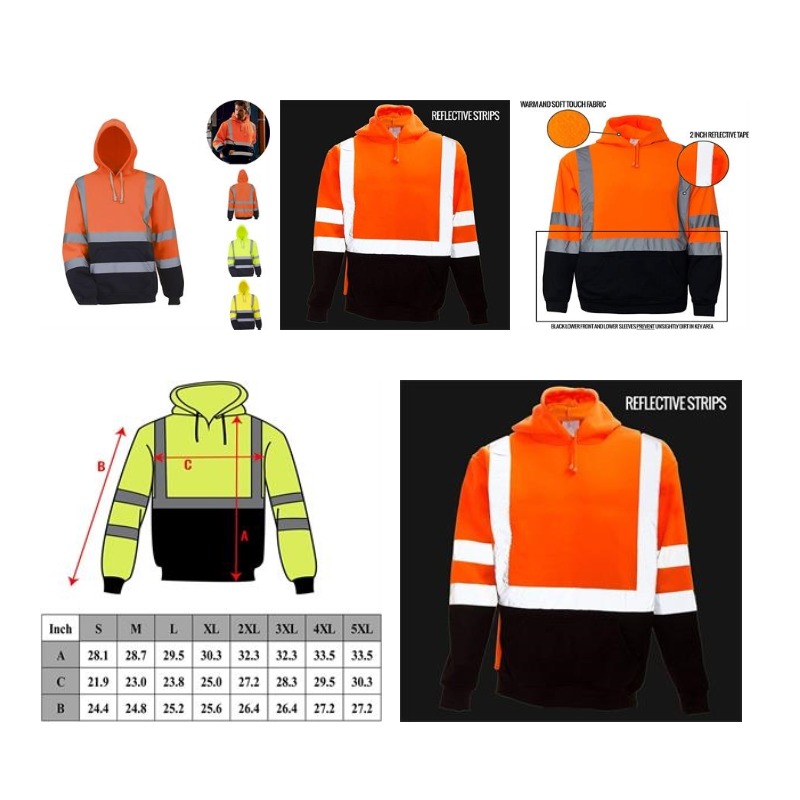 REFLECTIVE STRIPS
WARM AND SOFT TOUCH FABRIC
2 INCH REFLECTIVE TAPE
BLACK LOWER FRONT AND LOWER SLEEVES PREVENT UNSIGHTLY DIRT IN KEY AREA
B
C
A
Inch S M L XL 2XL 3XL 4XL 5XL
A 28.1 28.7 29.5 30.3 32.3 32.3 33.5 33.5
C 21.9 23.0 23.8 25.0 27.2 28.3 29.5 30.3
B 24.4 24.8 25.2 25.6 26.4 26.4 27.2 27.2
REFLECTIVE STRIPS